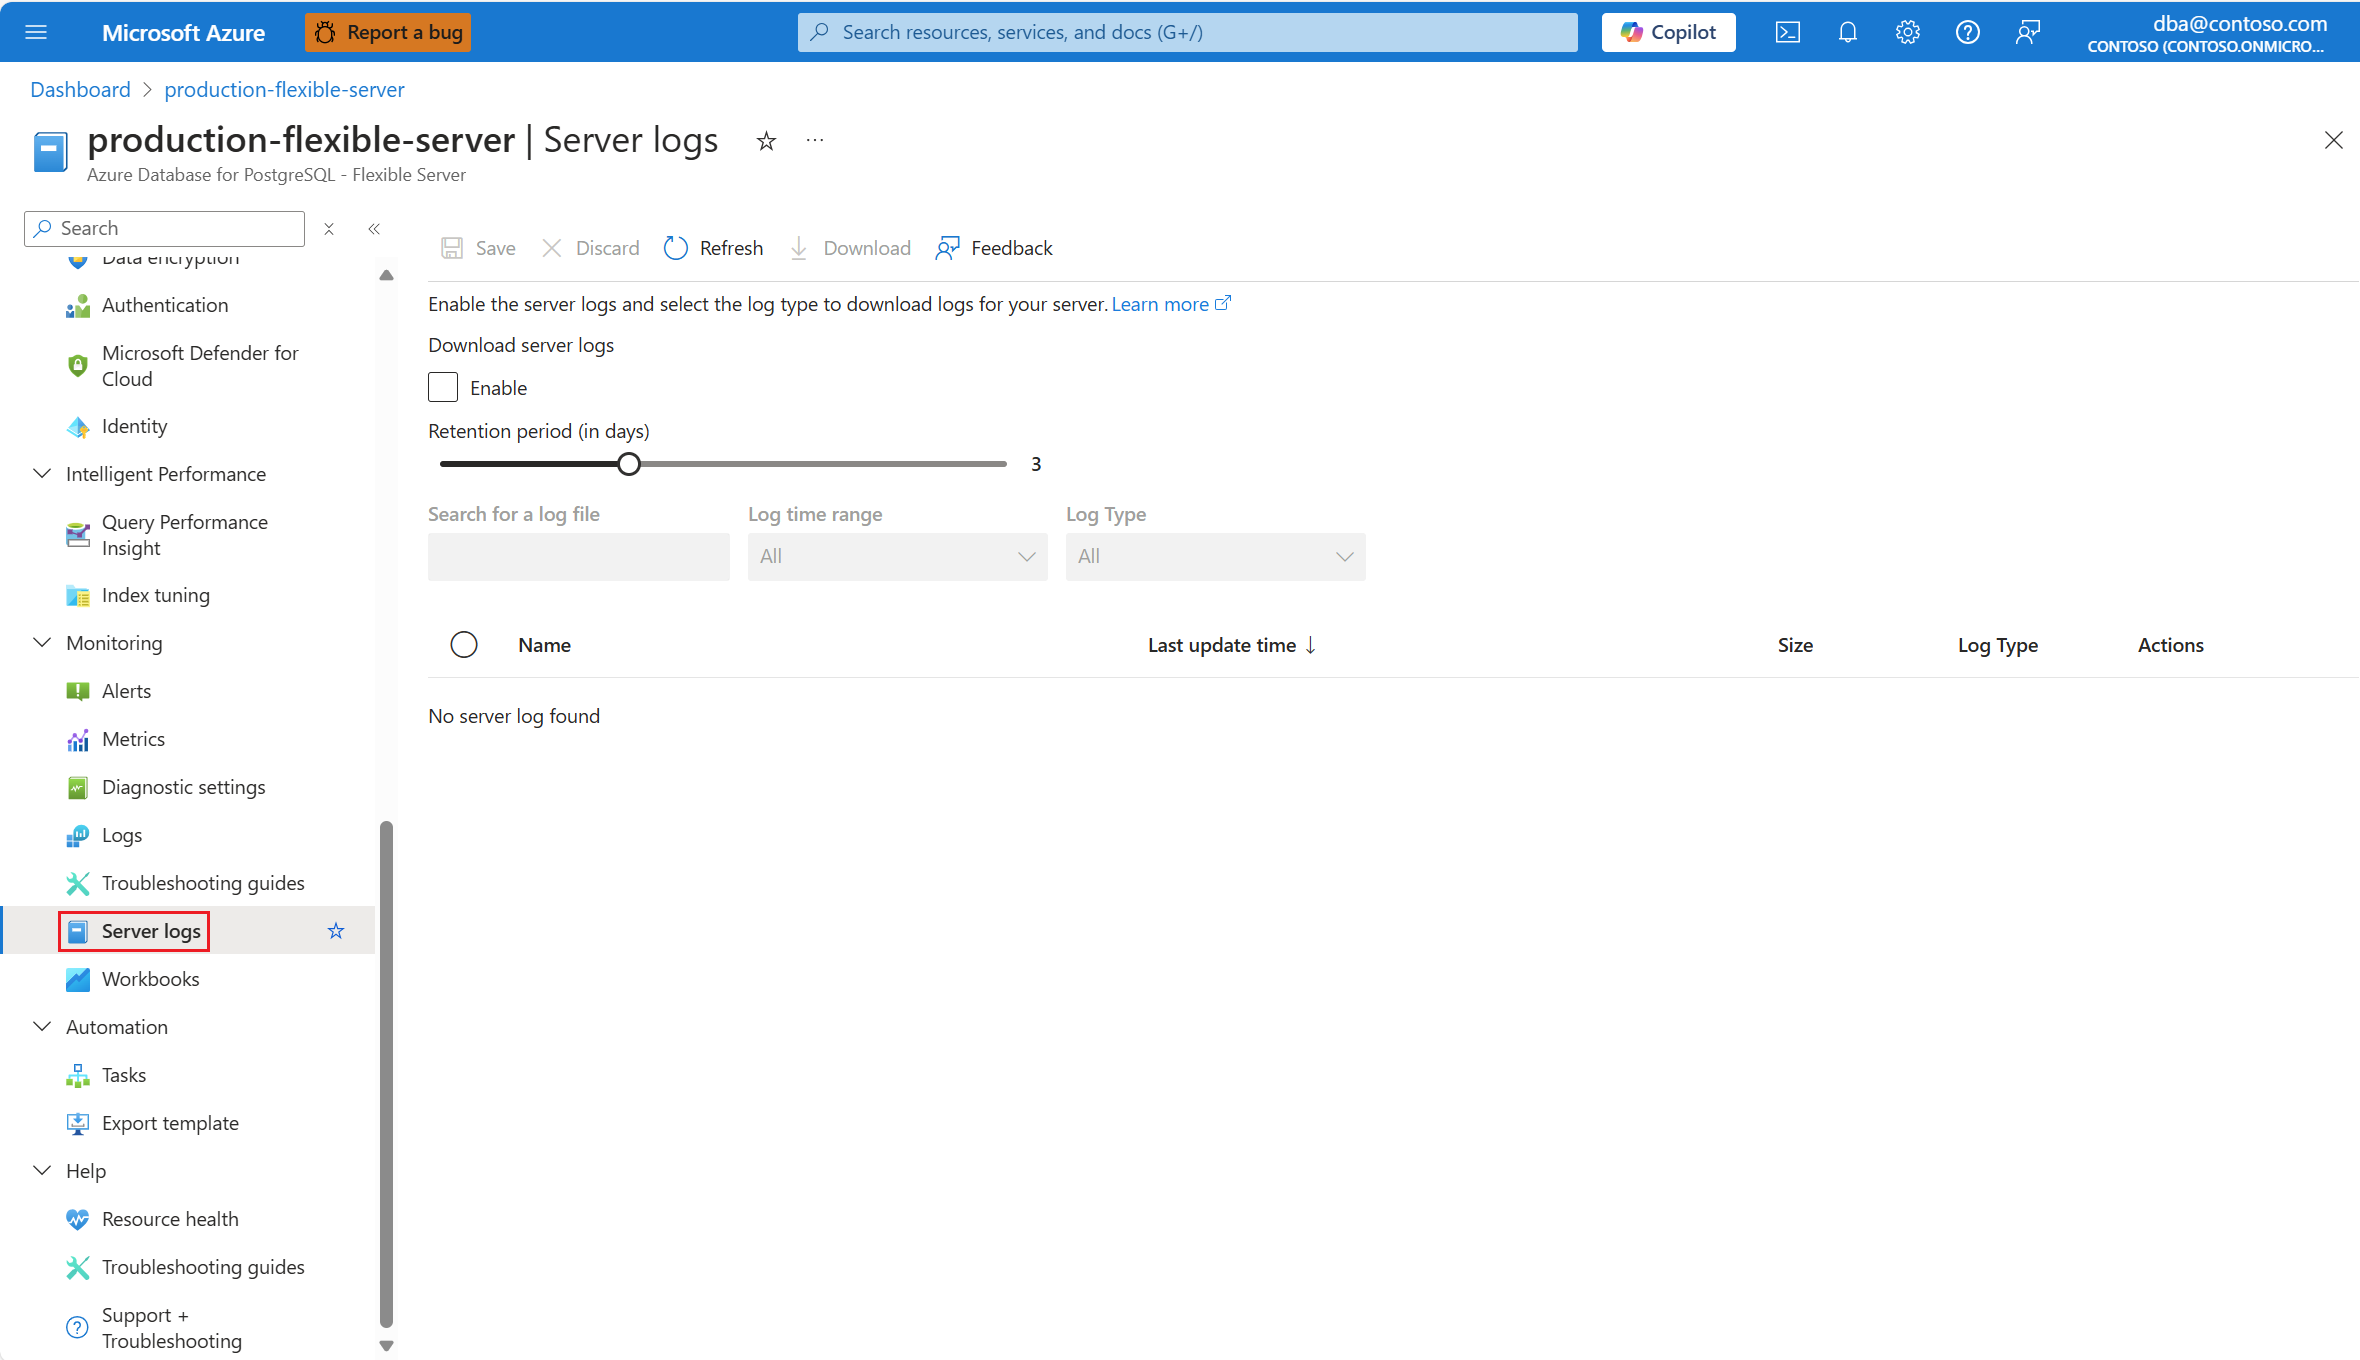 Microsoft Azure
Report a bug
Search resources, services, and docs (G+/)
Copilot
dba@contoso.com
CONTOSO (CONTOSO.ONMICRO...
Dashboard > production-flexible-server
production-flexible-server | Server logs
Azure Database for PostgreSQL - Flexible Server
Search
Data encryption
Authentication
Microsoft Defender for
Cloud
Identity
Intelligent Performance
Query Performance
Insight
Index tuning
Monitoring
Alerts
Metrics
Diagnostic settings
Logs
Troubleshooting guides
Server logs
Workbooks
Automation
Tasks
Export template
Help
Resource health
Troubleshooting guides
Support +
Troubleshooting
Save Discard Refresh Download Feedback
Enable the server logs and select the log type to download logs for your server. Learn more
Download server logs
Enable
Retention period (in days)
3
Search for a log file Log time range Log Type
All All
Name Last update time ↓ Size Log Type Actions
No server log found